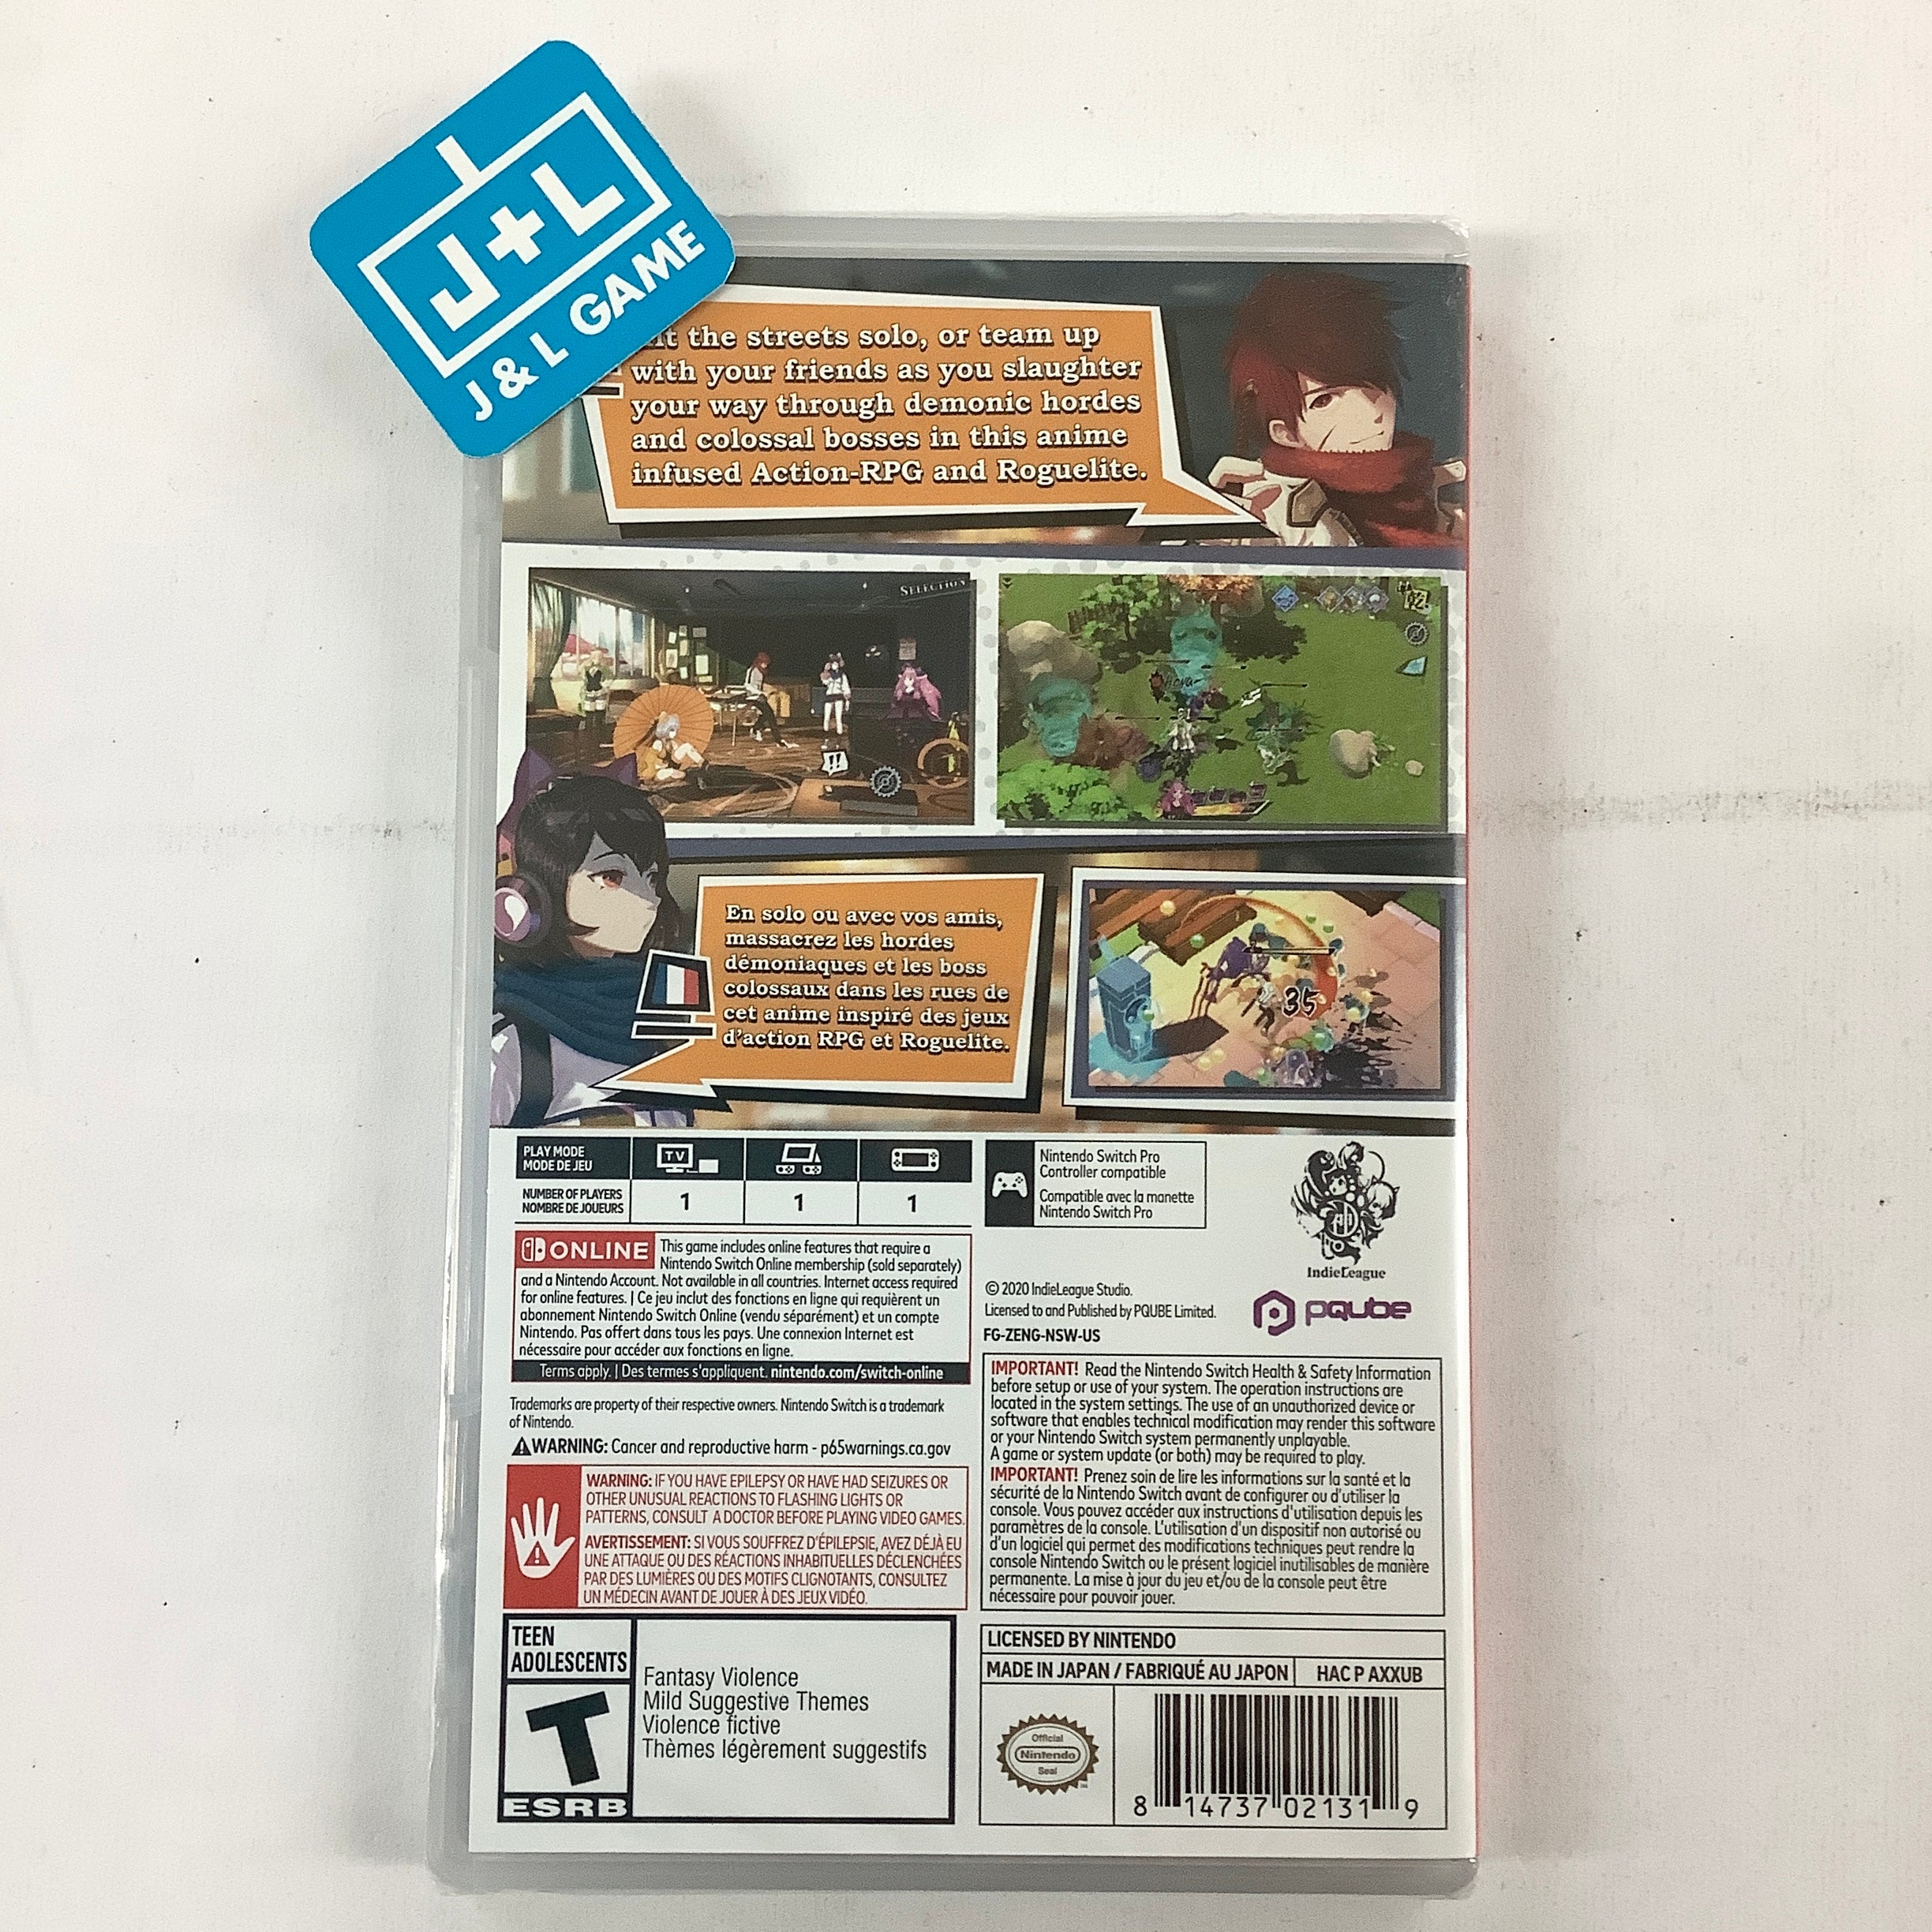 J+L
J & L GAME
the streets solo, or team up
with your friends as you slaughter
your way through demonic hordes
and colossal bosses in this anime
infused Action-RPG and Roguelite.
SELECTION
!!
En solo ou avec vos amis,
massacrez les hordes
démoniaques et les boss
colossaux dans les rues de
cet anime inspiré des jeux
d'action RPG et Roguelite.
35
PLAY MODE
MODE DE JEU
TV
NUMBER OF PLAYERS
NOMBRE DE JOUEURS
1 1 1
Nintendo Switch Pro
Controller compatible
Compatible avec la manette
Nintendo Switch Pro
IndieLeague
ONLINE This game includes online features that require a
Nintendo Switch Online membership (sold separately)
and a Nintendo Account. Not available in all countries. Internet access required
for online features. | Ce jeu inclut des fonctions en ligne qui requièrent un
abonnement Nintendo Switch Online (vendu séparément) et un compte
Nintendo. Pas offert dans tous les pays. Une connexion Internet est
nécessaire pour accéder aux fonctions en ligne.
Terms apply. | Des termes s'appliquent. nintendo.com/switch-online
© 2020 IndieLeague Studio.
Licensed to and Published by PQUBE Limited.
FG-ZENG-NSW-US
pqube
Trademarks are property of their respective owners. Nintendo Switch is a trademark
of Nintendo.
WARNING: Cancer and reproductive harm - p65warnings.ca.gov
WARNING: IF YOU HAVE EPILEPSY OR HAVE HAD SEIZURES OR
OTHER UNUSUAL REACTIONS TO FLASHING LIGHTS OR
PATTERNS, CONSULT A DOCTOR BEFORE PLAYING VIDEO GAMES.
AVERTISSEMENT: SI VOUS SOUFFREZ D'ÉPILEPSIE, AVEZ DÉJÀ EU
UNE ATTAQUE OU DES RÉACTIONS INHABITUELLES DÉCLENCHÉES
PAR DES LUMIÈRES OU DES MOTIFS CLIGNOTANTS, CONSULTEZ
UN MÉDECIN AVANT DE JOUER À DES JEUX VIDÉO.
IMPORTANT! Read the Nintendo Switch Health & Safety Information
before setup or use of your system. The operation instructions are
located in the system settings. The use of an unauthorized device or
software that enables technical modification may render this software
or your Nintendo Switch system permanently unplayable.
A game or system update (or both) may be required to play.
IMPORTANT! Prenez soin de lire les informations sur la santé et la
sécurité de la Nintendo Switch avant de configurer ou d'utiliser la
console. Vous pouvez accéder aux instructions d'utilisation depuis les
paramètres de la console. L'utilisation d'un dispositif non autorisé ou
d'un logiciel qui permet des modifications techniques peut rendre la
console Nintendo Switch ou le présent logiciel inutilisables de manière
permanente. La mise à jour du jeu et/ou de la console peut être
nécessaire pour pouvoir jouer.
TEEN
ADOLESCENTS
T
ESRB
Fantasy Violence
Mild Suggestive Themes
Violence fictive
Thèmes légèrement suggestifs
LICENSED BY NINTENDO
MADE IN JAPAN / FABRIQUÉ AU JAPON HAC P AXXUB
Official
Nintendo
Seal
8 14737 02131 9